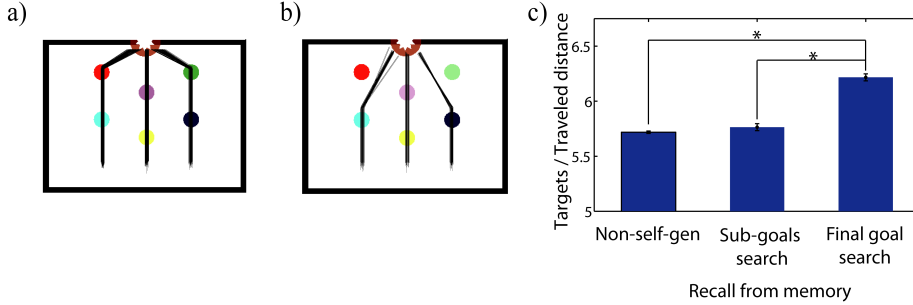 a)
b)
c)
Targets / Traveled distance
6.5
6
5.5
5
*
*
Non-self-gen
Sub-goals
search
Final goal
search
Recall from memory